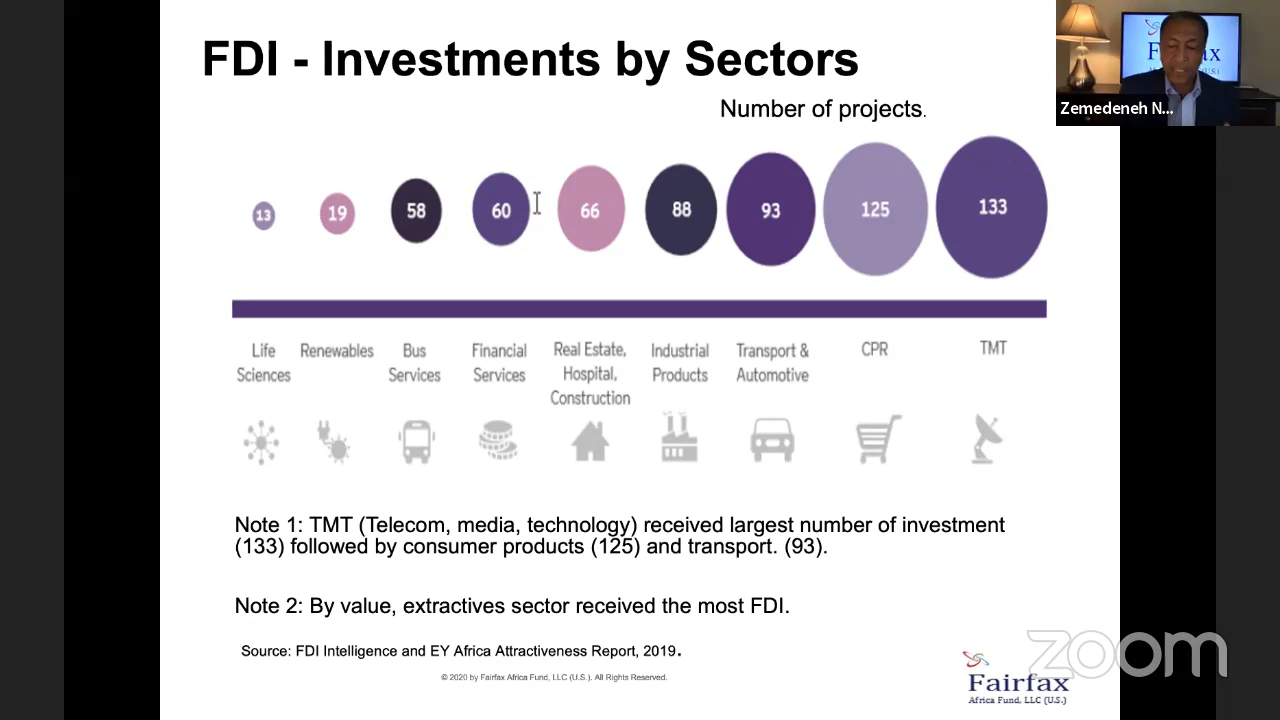 FDI - Investments by Sectors
Number of projects.
Fairfax
Zemedeneh N...
13 19 58 60 66 88 93 125 133
Life
Sciences
Renewables
Bus
Services
Financial
Services
Real Estate,
Hospital,
Construction
Industrial
Products
Transport &
Automotive
CPR
TMT
Note 1: TMT (Telecom, media, technology) received largest number of investment
(133) followed by consumer products (125) and transport. (93).
Note 2: By value, extractives sector received the most FDI.
Source: FDI Intelligence and EY Africa Attractiveness Report, 2019.
© 2020 by Fairfax Africa Fund, LLC (U.S.). All Rights Reserved.
zoom
Fairfax
Africa Fund, LLC (U.S.)